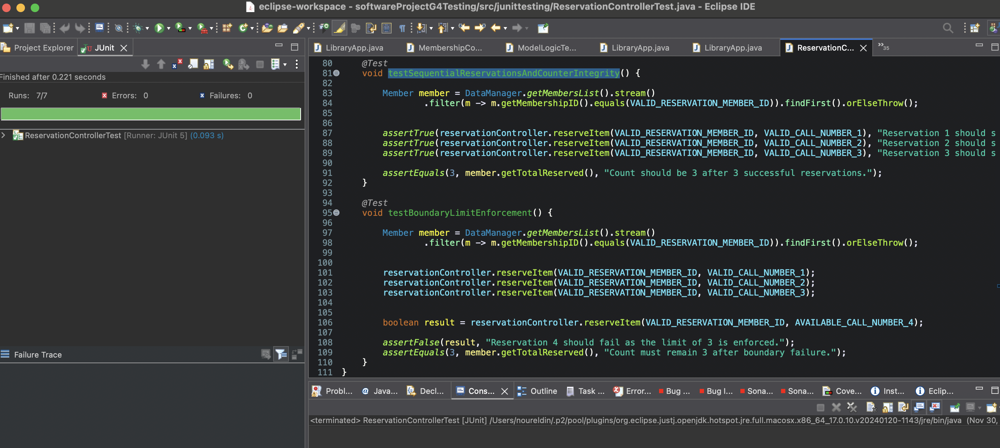 eclipse-workspace - softwareProjectG4Testing/src/junittesting/ReservationControllerTest.java - Eclipse IDE
Project Explorer
JUnit
Finished after 0.221 seconds
Runs: 7/7
Errors: 0
Failures: 0
ReservationControllerTest [Runner: JUnit 5] (0.093 s)
Failure Trace
LibraryApp.java
MembershipCo...
ModelLogicTe...
LibraryApp.java
LibraryApp.java
ReservationC...
»35
80 @Test
81 void testSequentialReservationsAndCounterIntegrity() {
82
83 Member member = DataManager.getMembersList().stream()
84 .filter(m -> m.getMembershipID().equals(VALID_RESERVATION_MEMBER_ID)).findFirst().orElseThrow();
85
86
87 assertTrue(reservationController.reserveItem(VALID_RESERVATION_MEMBER_ID, VALID_CALL_NUMBER_1), "Reservation 1 should s
88 assertTrue(reservationController.reserveItem(VALID_RESERVATION_MEMBER_ID, VALID_CALL_NUMBER_2), "Reservation 2 should s
89 assertTrue(reservationController.reserveItem(VALID_RESERVATION_MEMBER_ID, VALID_CALL_NUMBER_3), "Reservation 3 should s
90
91 assertEquals(3, member.getTotalReserved(), "Count should be 3 after 3 successful reservations.");
92 }
93
94 @Test
95 void testBoundaryLimitEnforcement() {
96
97 Member member = DataManager.getMembersList().stream()
98 .filter(m -> m.getMembershipID().equals(VALID_RESERVATION_MEMBER_ID)).findFirst().orElseThrow();
99
100
101 reservationController.reserveItem(VALID_RESERVATION_MEMBER_ID, VALID_CALL_NUMBER_1);
102 reservationController.reserveItem(VALID_RESERVATION_MEMBER_ID, VALID_CALL_NUMBER_2);
103 reservationController.reserveItem(VALID_RESERVATION_MEMBER_ID, VALID_CALL_NUMBER_3);
104
105
106 boolean result = reservationController.reserveItem(VALID_RESERVATION_MEMBER_ID, AVAILABLE_CALL_NUMBER_4);
107
108 assertFalse(result, "Reservation 4 should fail as the limit of 3 is enforced.");
109 assertEquals(3, member.getTotalReserved(), "Count must remain 3 after boundary failure.");
110 }
111 }
Probl...
Java...
Decl...
Cons...
Outline
Task ...
Error...
Bug ...
Bug I...
Sona...
Sona...
Cove...
Inst...
Eclip...
<terminated> ReservationControllerTest [JUnit] /Users/noureldin/.p2/pool/plugins/org.eclipse.justj.openjdk.hotspot.jre.full.macosx.x86_64_17.0.10.v20240120-1143/jre/bin/java (Nov 30,